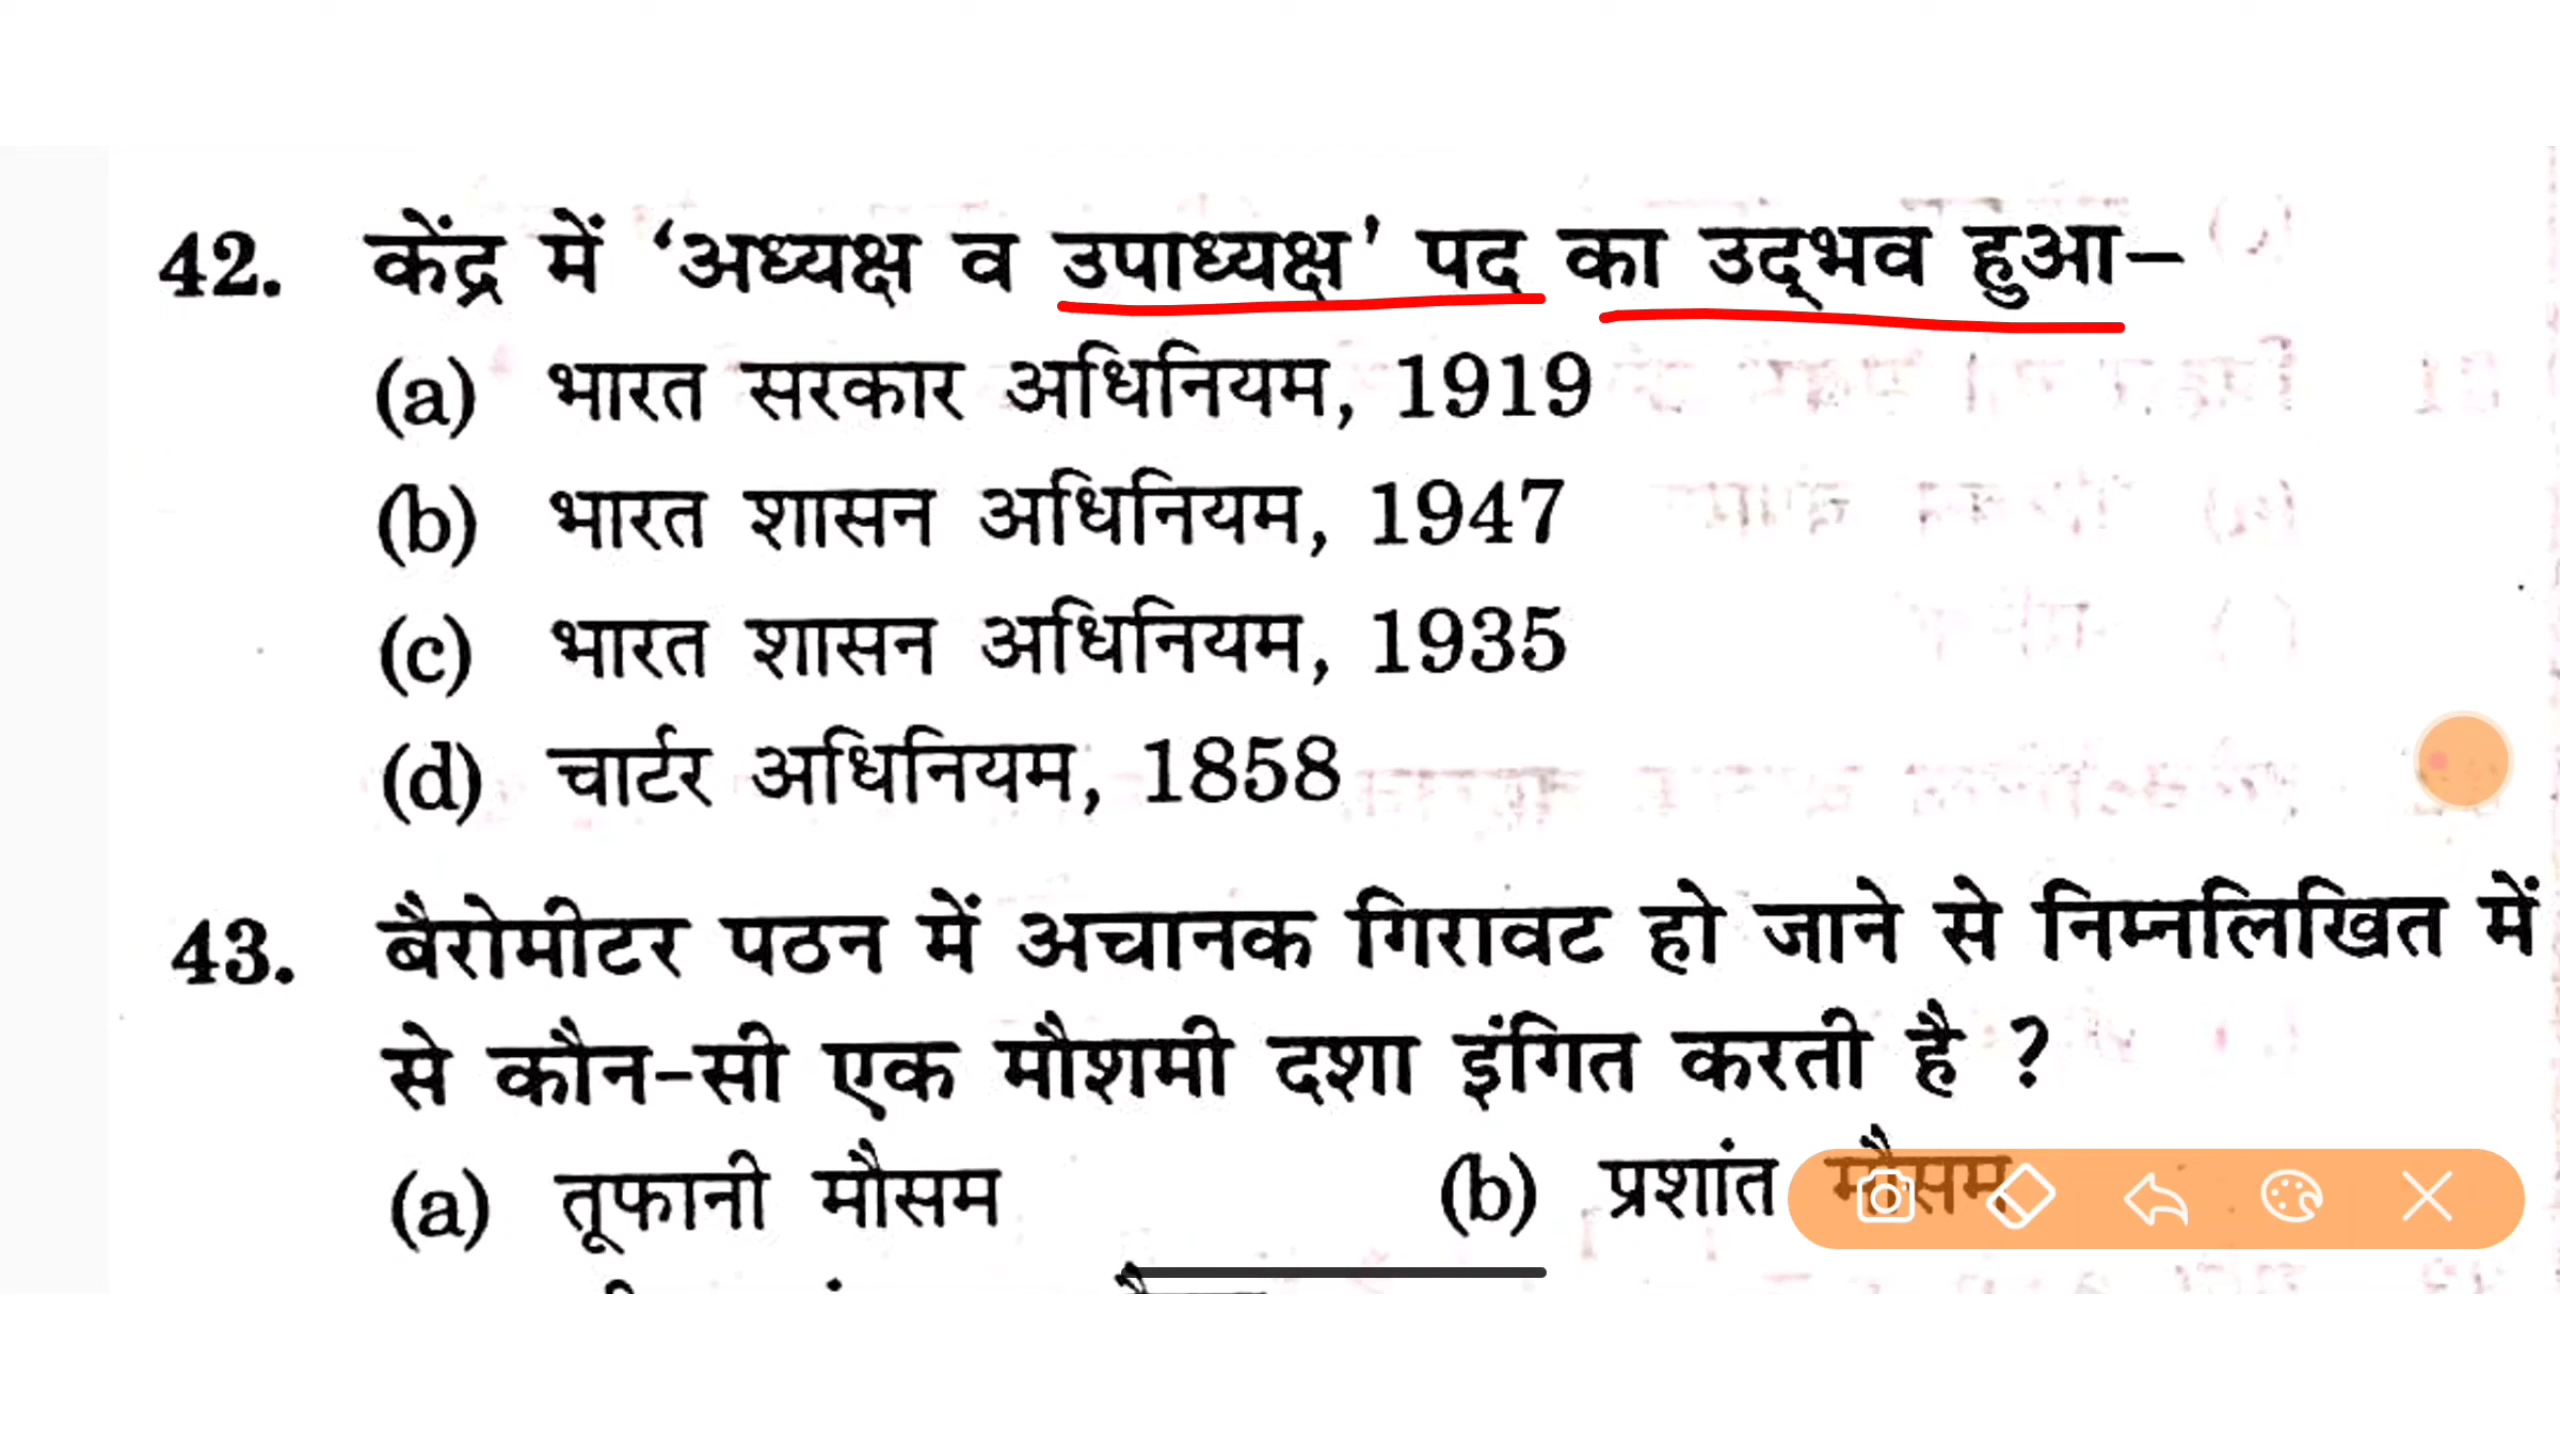 42. केंद्र में 'अध्यक्ष व उपाध्यक्ष' पद का उद्भव हुआ–
(a) भारत सरकार अधिनियम, 1919
(b) भारत शासन अधिनियम, 1947
(c) भारत शासन अधिनियम, 1935
(d) चार्टर अधिनियम, 1858
43. बैरोमीटर पठन में अचानक गिरावट हो जाने से निम्नलिखित में
से कौन-सी एक मौशमी दशा इंगित करती है ?
(a) तूफानी मौसम (b) प्रशांत मौसम